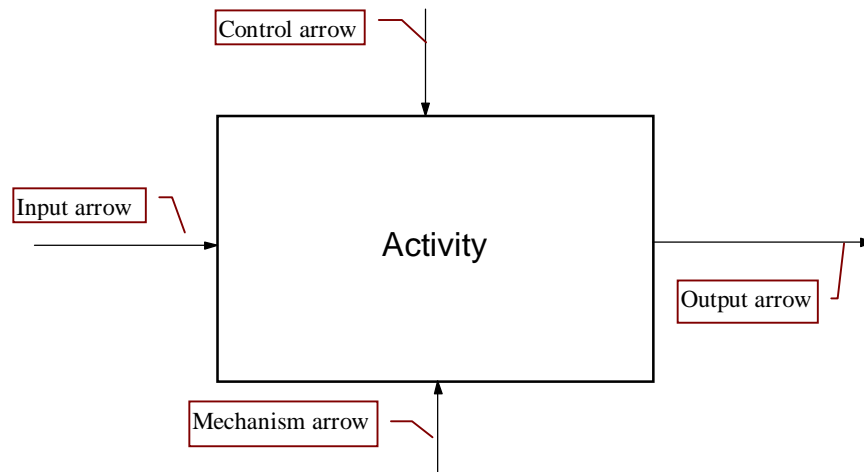 Control arrow
Input arrow
Activity
Output arrow
Mechanism arrow